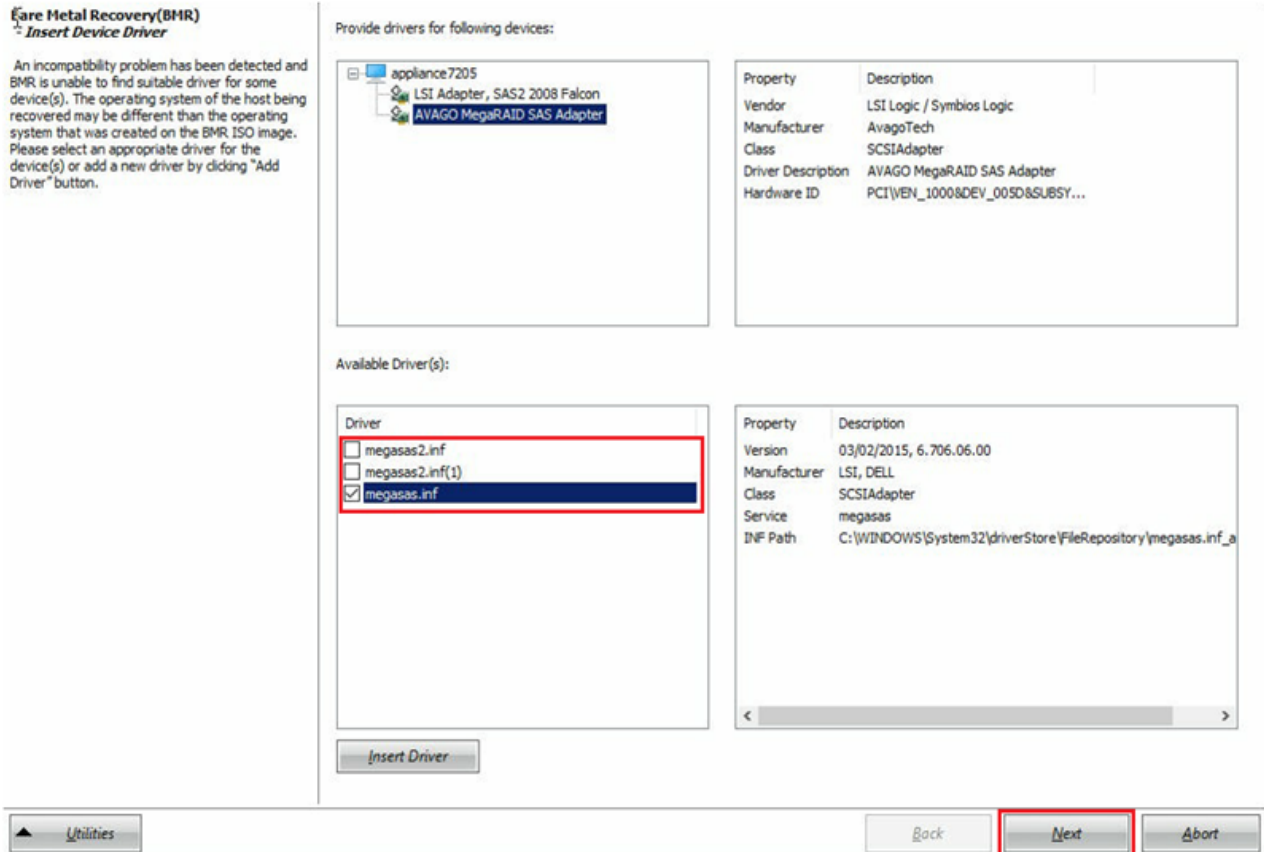 Bare Metal Recovery(BMR)
- Insert Device Driver
An incompatibility problem has been detected and
BMR is unable to find suitable driver for some
device(s). The operating system of the host being
recovered may be different than the operating
system that was created on the BMR ISO image.
Please select an appropriate driver for the
device(s) or add a new driver by clicking "Add
Driver" button.
Provide drivers for following devices:
appliance7205
LSI Adapter, SAS2 2008 Falcon
AVAGO MegaRAID SAS Adapter
Property Description
Vendor LSI Logic / Symbios Logic
Manufacturer AvagoTech
Class SCSIAdapter
Driver Description AVAGO MegaRAID SAS Adapter
Hardware ID PCI\VEN_1000&DEV_005D&SUBSY...
Available Driver(s):
Driver
megasas2.inf
megasas2.inf(1)
megasas.inf
Property Description
Version 03/02/2015, 6.706.06.00
Manufacturer LSI, DELL
Class SCSIAdapter
Service megasas
INF Path C:\WINDOWS\System32\driverStore\FileRepository\megasas.inf_a
Insert Driver
Utilities
Back
Next
Abort